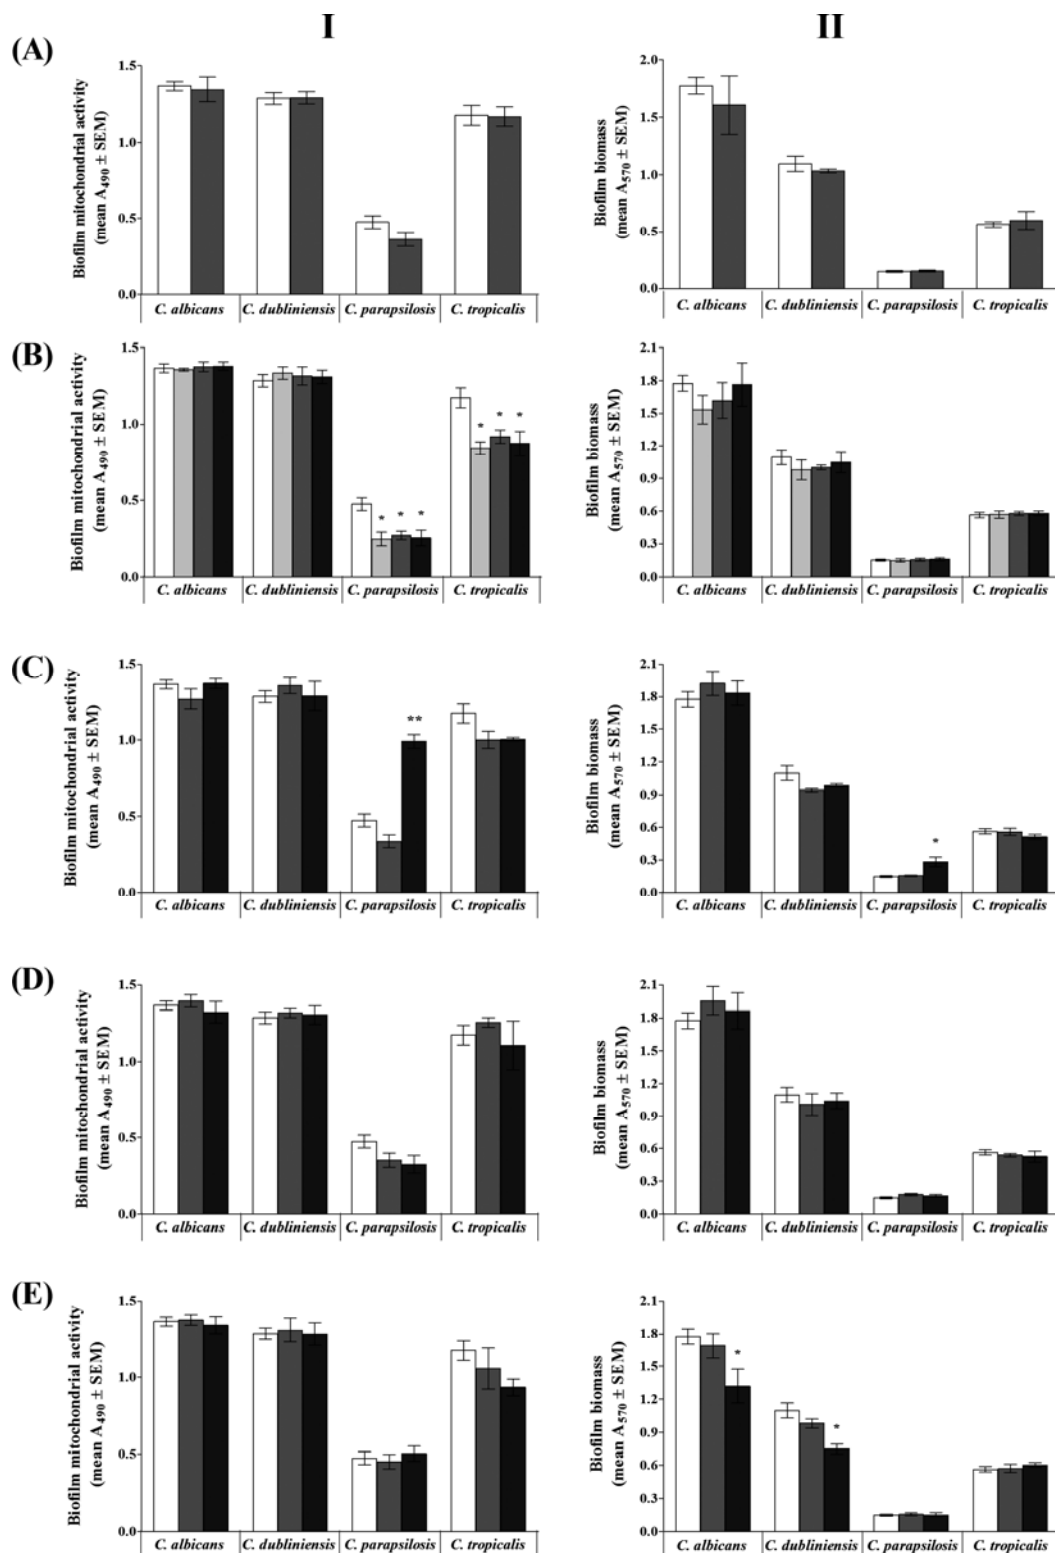 I
II
(A)
Biofilm mitochondrial activity
(mean A490 ± SEM)
1.5
1.0
0.5
0.0
C. albicans C. dubliniensis C. parapsilosis C. tropicalis
Biofilm biomass
(mean A570 ± SEM)
2.0
1.5
1.0
0.5
0.0
C. albicans C. dubliniensis C. parapsilosis C. tropicalis
(B)
Biofilm mitochondrial activity
(mean A490 ± SEM)
1.5
1.0
0.5
0.0
* * *
* * *
C. albicans C. dubliniensis C. parapsilosis C. tropicalis
Biofilm biomass
(mean A570 ± SEM)
2.1
1.8
1.5
1.2
0.9
0.6
0.3
0.0
C. albicans C. dubliniensis C. parapsilosis C. tropicalis
(C)
Biofilm mitochondrial activity
(mean A490 ± SEM)
1.5
1.0
0.5
0.0
**
C. albicans C. dubliniensis C. parapsilosis C. tropicalis
Biofilm biomass
(mean A570 ± SEM)
2.1
1.8
1.5
1.2
0.9
0.6
0.3
0.0
*
C. albicans C. dubliniensis C. parapsilosis C. tropicalis
(D)
Biofilm mitochondrial activity
(mean A490 ± SEM)
1.5
1.0
0.5
0.0
C. albicans C. dubliniensis C. parapsilosis C. tropicalis
Biofilm biomass
(mean A570 ± SEM)
2.1
1.8
1.5
1.2
0.9
0.6
0.3
0.0
C. albicans C. dubliniensis C. parapsilosis C. tropicalis
(E)
Biofilm mitochondrial activity
(mean A490 ± SEM)
1.5
1.0
0.5
0.0
C. albicans C. dubliniensis C. parapsilosis C. tropicalis
Biofilm biomass
(mean A570 ± SEM)
2.1
1.8
1.5
1.2
0.9
0.6
0.3
0.0
*
*
C. albicans C. dubliniensis C. parapsilosis C. tropicalis